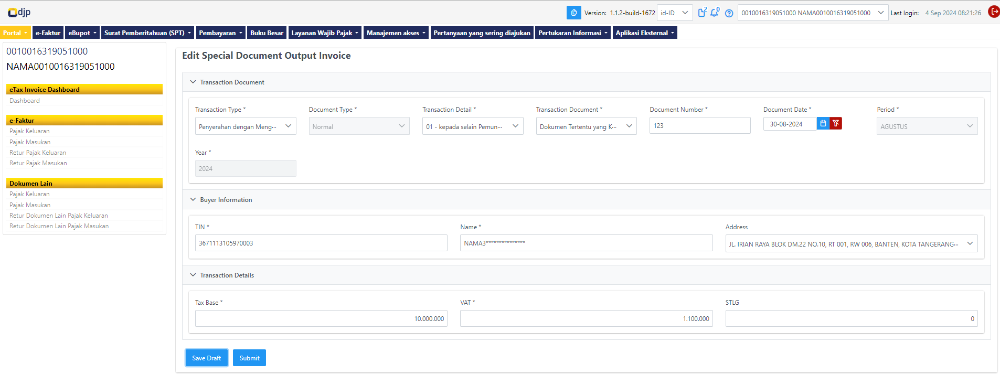 djp
Version: 1.1.2-build-1672 id-ID 2 0 0010016319051000 NAMA0010016319051000 Last login: 4 Sep 2024 08:21:26
Portal e-Faktur eBupot Surat Pemberitahuan (SPT) Pembayaran Buku Besar Layanan Wajib Pajak Manajemen akses Pertanyaan yang sering diajukan Pertukaran Informasi Aplikasi Eksternal
0010016319051000
NAMA0010016319051000
eTax Invoice Dashboard
Dashboard
e-Faktur
Pajak Keluaran
Pajak Masukan
Retur Pajak Keluaran
Retur Pajak Masukan
Dokumen Lain
Pajak Keluaran
Pajak Masukan
Retur Dokumen Lain Pajak Keluaran
Retur Dokumen Lain Pajak Masukan
Edit Special Document Output Invoice
Transaction Document
Transaction Type * Document Type * Transaction Detail * Transaction Document * Document Number * Document Date * Period *
Penyerahan dengan Meng... Normal 01 - kepada selain Pemun... Dokumen Tertentu yang K... 123 30-08-2024 AGUSTUS
Year *
2024
Buyer Information
TIN * Name * Address
3671113105970003 NAMA3*************** JL. IRIAN RAYA BLOK DM.22 NO.10, RT 001, RW 006, BANTEN, KOTA TANGERANG...
Transaction Details
Tax Base * VAT * STLG
10.000.000 1.100.000 0
Save Draft Submit